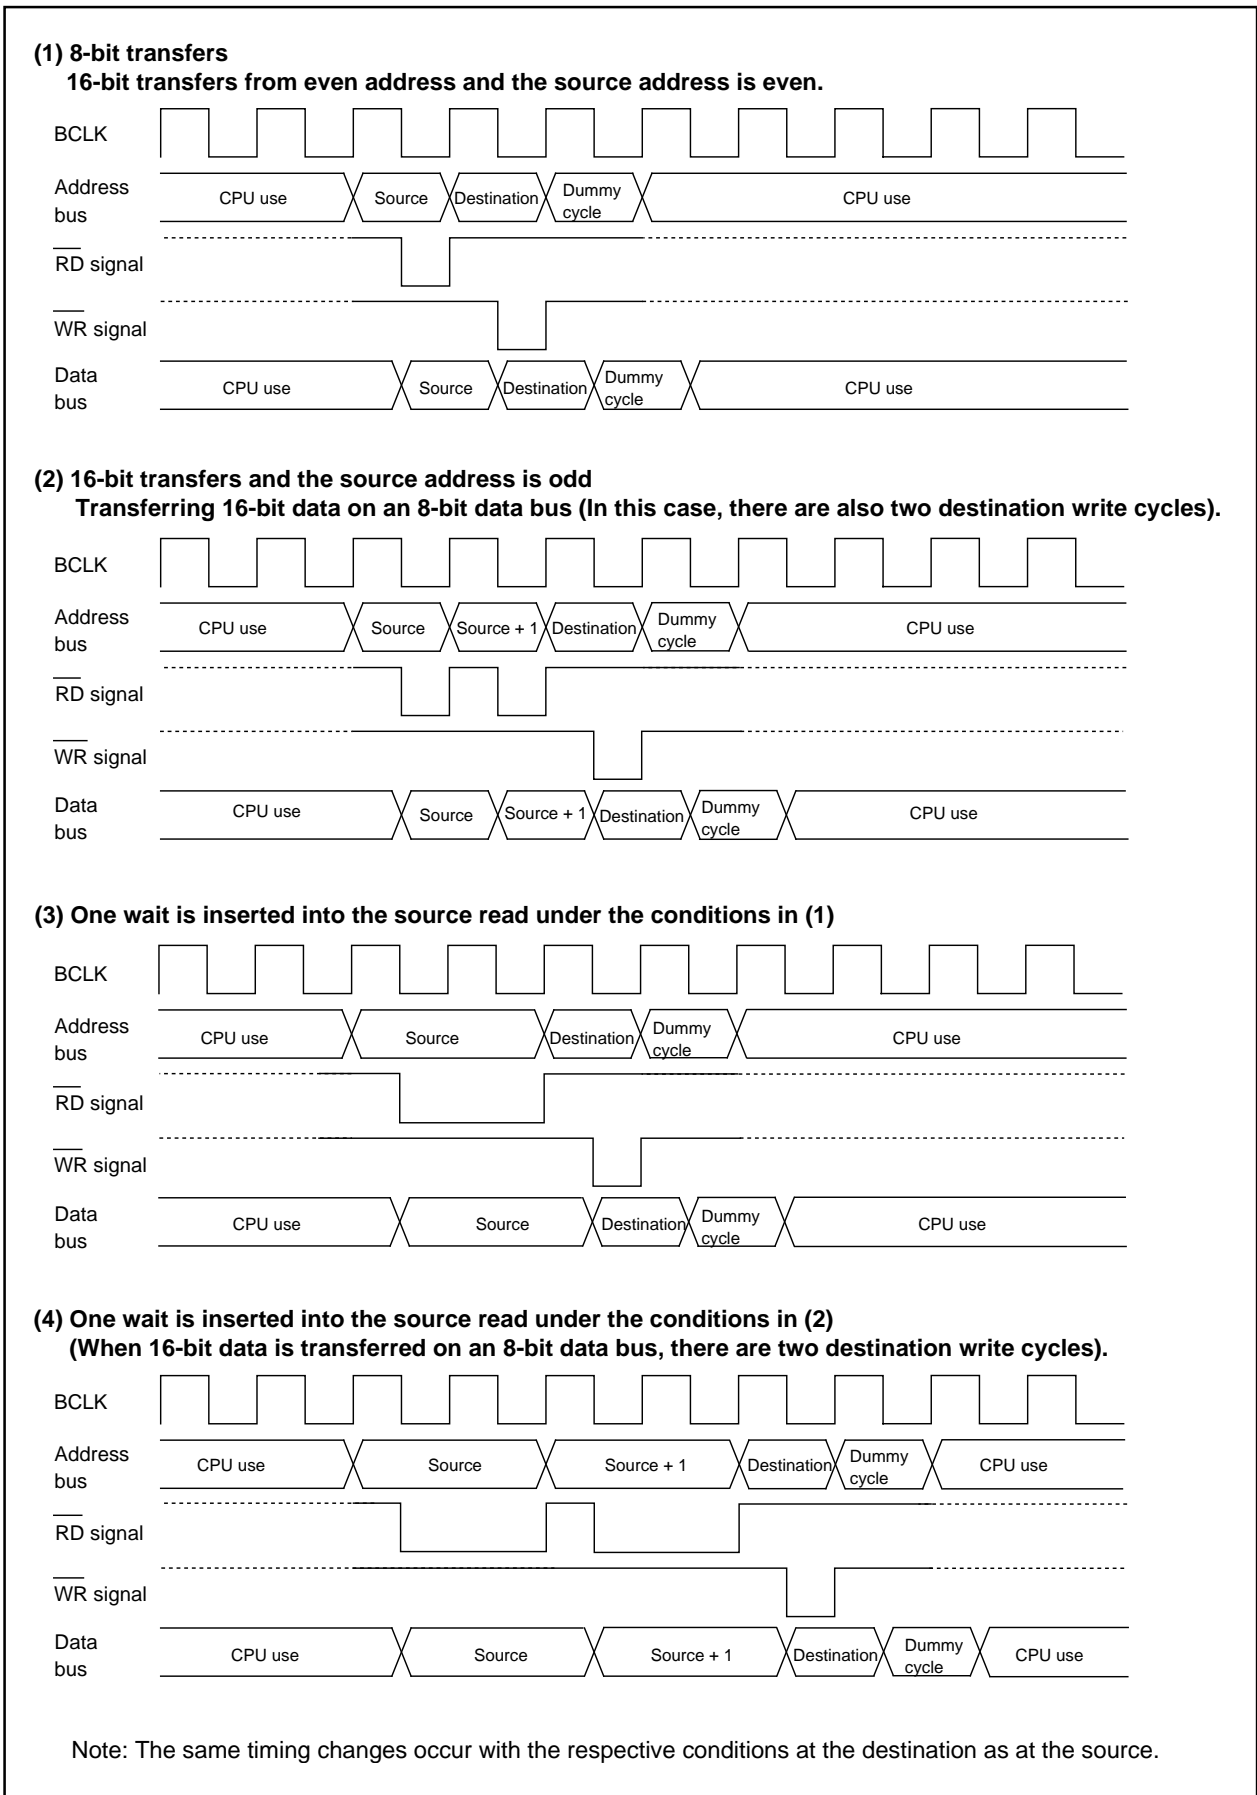 (1) 8-bit transfers
16-bit transfers from even address and the source address is even.
BCLK
Address
bus
CPU use
Source
Destination
Dummy
cycle
CPU use
RD signal
WR signal
Data
bus
CPU use
Source
Destination
Dummy
cycle
CPU use
(2) 16-bit transfers and the source address is odd
Transferring 16-bit data on an 8-bit data bus (In this case, there are also two destination write cycles).
BCLK
Address
bus
CPU use
Source
Source + 1
Destination
Dummy
cycle
CPU use
RD signal
WR signal
Data
bus
CPU use
Source
Source + 1
Destination
Dummy
cycle
CPU use
(3) One wait is inserted into the source read under the conditions in (1)
BCLK
Address
bus
CPU use
Source
Destination
Dummy
cycle
CPU use
RD signal
WR signal
Data
bus
CPU use
Source
Destination
Dummy
cycle
CPU use
(4) One wait is inserted into the source read under the conditions in (2)
(When 16-bit data is transferred on an 8-bit data bus, there are two destination write cycles).
BCLK
Address
bus
CPU use
Source
Source + 1
Destination
Dummy
cycle
CPU use
RD signal
WR signal
Data
bus
CPU use
Source
Source + 1
Destination
Dummy
cycle
CPU use
Note: The same timing changes occur with the respective conditions at the destination as at the source.